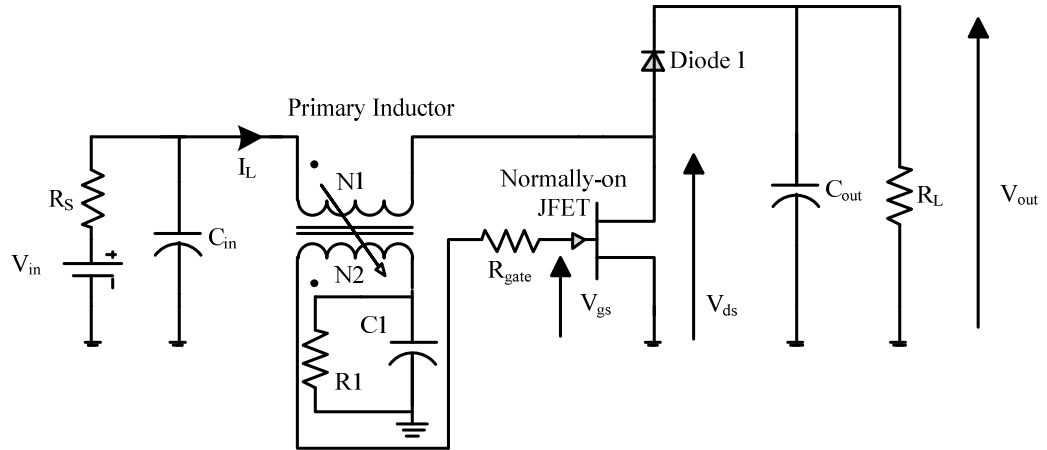 Diode 1
Primary Inductor
I_L
N1
Normally-on
JFET
R_S
C_in
V_in
+
N2
R_gate
V_gs
V_ds
C_out
R_L
V_out
C1
R1